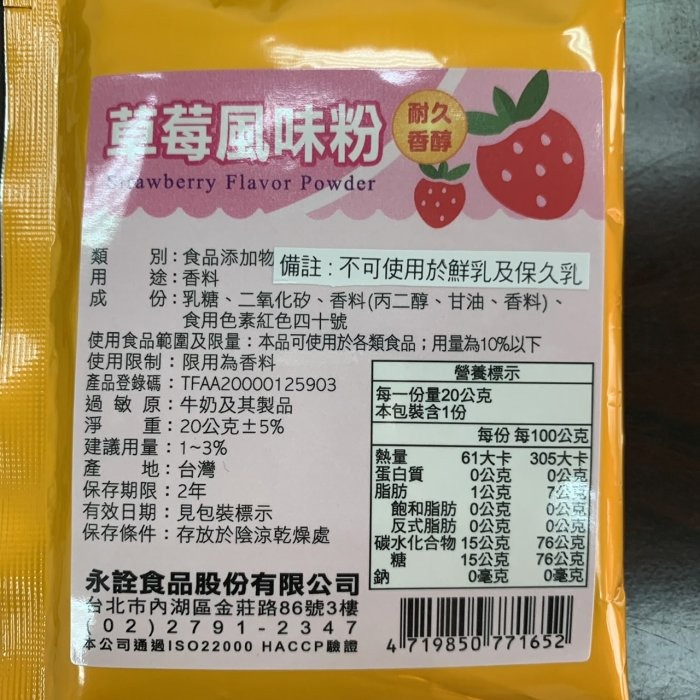 草莓風味粉
耐久
香醇
Strawberry Flavor Powder
類　　別：食品添加物
備註：不可使用於鮮乳及保久乳
用　　途：香料
成　　份：乳糖、二氧化矽、香料(丙二醇、甘油、香料)、
食用色素紅色四十號
使用食品範圍及限量：本品可使用於各類食品；用量為10%以下
使用限制：限用為香料
產品登錄碼：TFAA20000125903
過 敏 原：牛奶及其製品
淨　　重：20公克±5%
建議用量：1~3%
產　　地：台灣
保存期限：2年
有效日期：見包裝標示
保存條件：存放於陰涼乾燥處
營養標示
每一份量20公克
本包裝含1份
每份 每100公克
熱量 61大卡 305大卡
蛋白質 0公克 0公克
脂肪 1公克 7公克
飽和脂肪 0公克 0公克
反式脂肪 0公克 0公克
碳水化合物 15公克 76公克
糖 15公克 76公克
鈉 0毫克 0毫克
永詮食品股份有限公司
台北市內湖區金莊路86號3樓
(02)2791-2347
本公司通過ISO22000 HACCP驗證
4 719850 771652